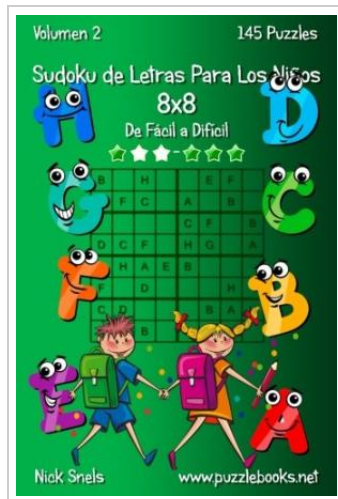 Volumen 2 145 Puzzles
Sudoku de Letras Para Los Niños
8x8
De Fácil a Difícil
H D
G C
F B
E A
B H E F
F C A B
C F B
D C F H G A
H A E B
F D H
C D B A
B
Nick Snels www.puzzlebooks.net